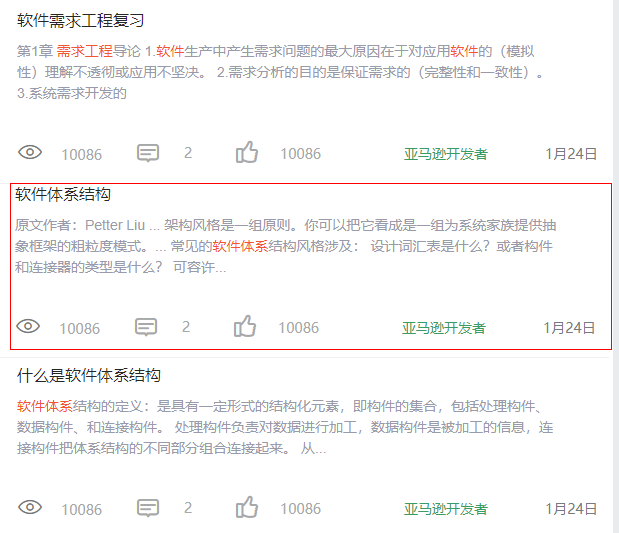 软件需求工程复习
第1章 需求工程导论 1.软件生产中产生需求问题的最大原因在于对应用软件的（模拟
性）理解不透彻或应用不坚决。 2.需求分析的目的是保证需求的（完整性和一致性）。
3.系统需求开发的
10086 2 10086 亚马逊开发者 1月24日
软件体系结构
原文作者：Petter Liu ... 架构风格是一组原则。你可以把它看成是一组为系统家族提供抽
象框架的粗粒度模式。... 常见的软件体系结构风格涉及： 设计词汇表是什么？或者构件
和连接器的类型是什么？ 可容许...
10086 2 10086 亚马逊开发者 1月24日
什么是软件体系结构
软件体系结构的定义：是具有一定形式的结构化元素，即构件的集合，包括处理构件、
数据构件、和连接构件。 处理构件负责对数据进行加工，数据构件是被加工的信息，连
接构件把体系结构的不同部分组合连接起来。 从...
10086 2 10086 亚马逊开发者 1月24日